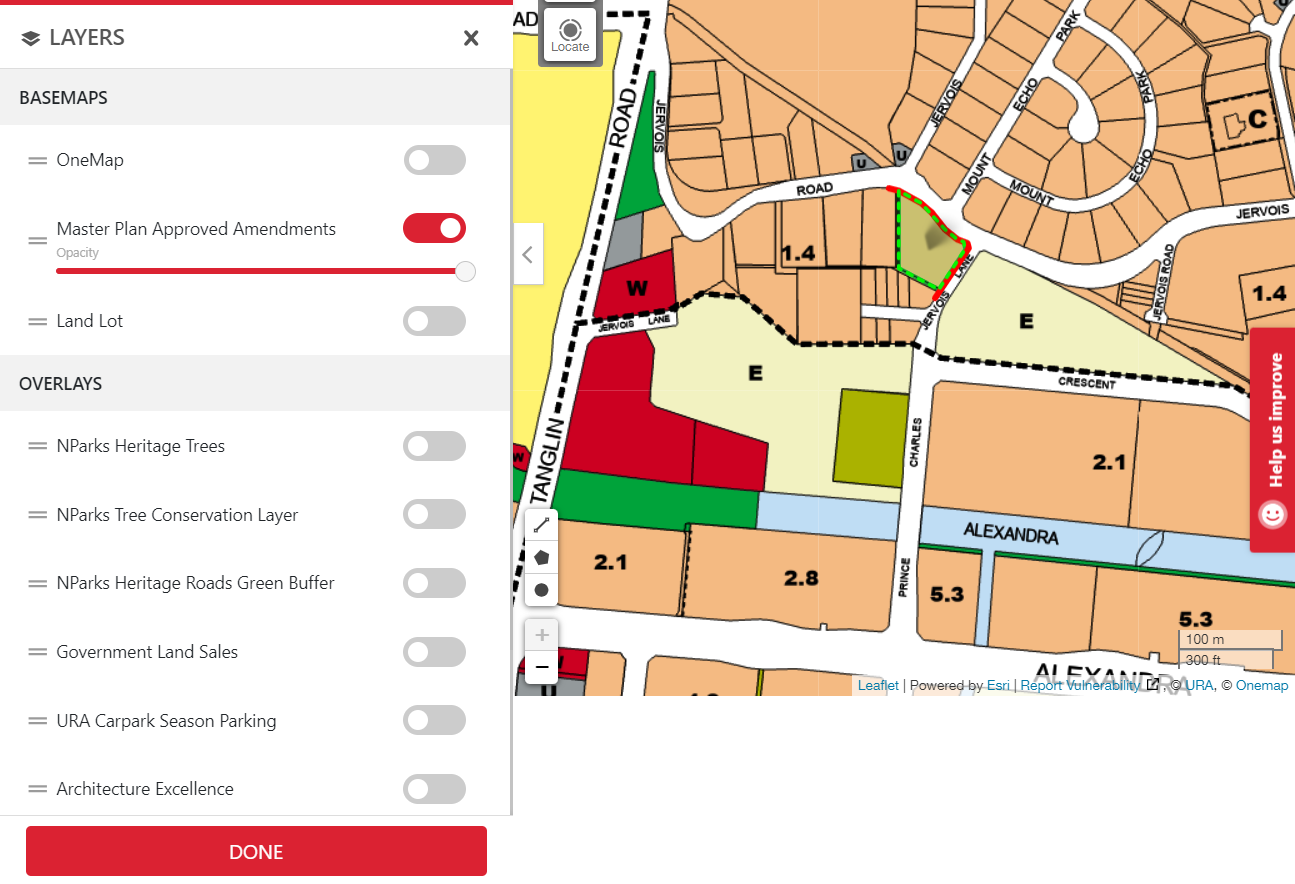 LAYERS
BASEMAPS
OneMap
Master Plan Approved Amendments
Opacity
Land Lot
OVERLAYS
NParks Heritage Trees
NParks Tree Conservation Layer
NParks Heritage Roads Green Buffer
Government Land Sales
URA Carpark Season Parking
Architecture Excellence
DONE
AD
Locate
ROAD
JERVOIS
ROAD
U
U
JERVOIS
PARK
ECHO
MOUNT
MOUNT
ECHO
PARK
C
JERVOIS
1.4
W
JERVOIS LANE
JERVOIS LANE
E
JERVOIS ROAD
1.4
E
CRESCENT
TANGLIN
W
CHARLES
2.1
ALEXANDRA
2.1
2.8
PRINCE
5.3
5.3
Help us improve
100 m
300 ft
ALEXANDRA
Leaflet | Powered by Esri | Report Vulnerability , © URA, © Onemap